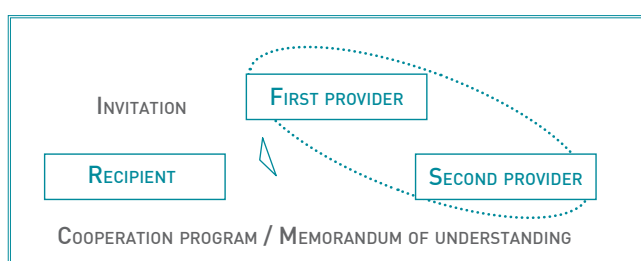 First provider
Invitation
Recipient
Second provider
Cooperation program / Memorandum of understanding